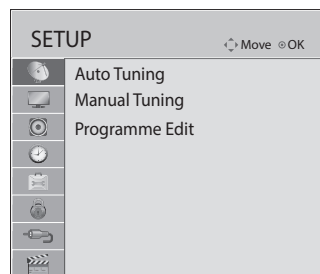 SETUP
Move OK
Auto Tuning
Manual Tuning
Programme Edit